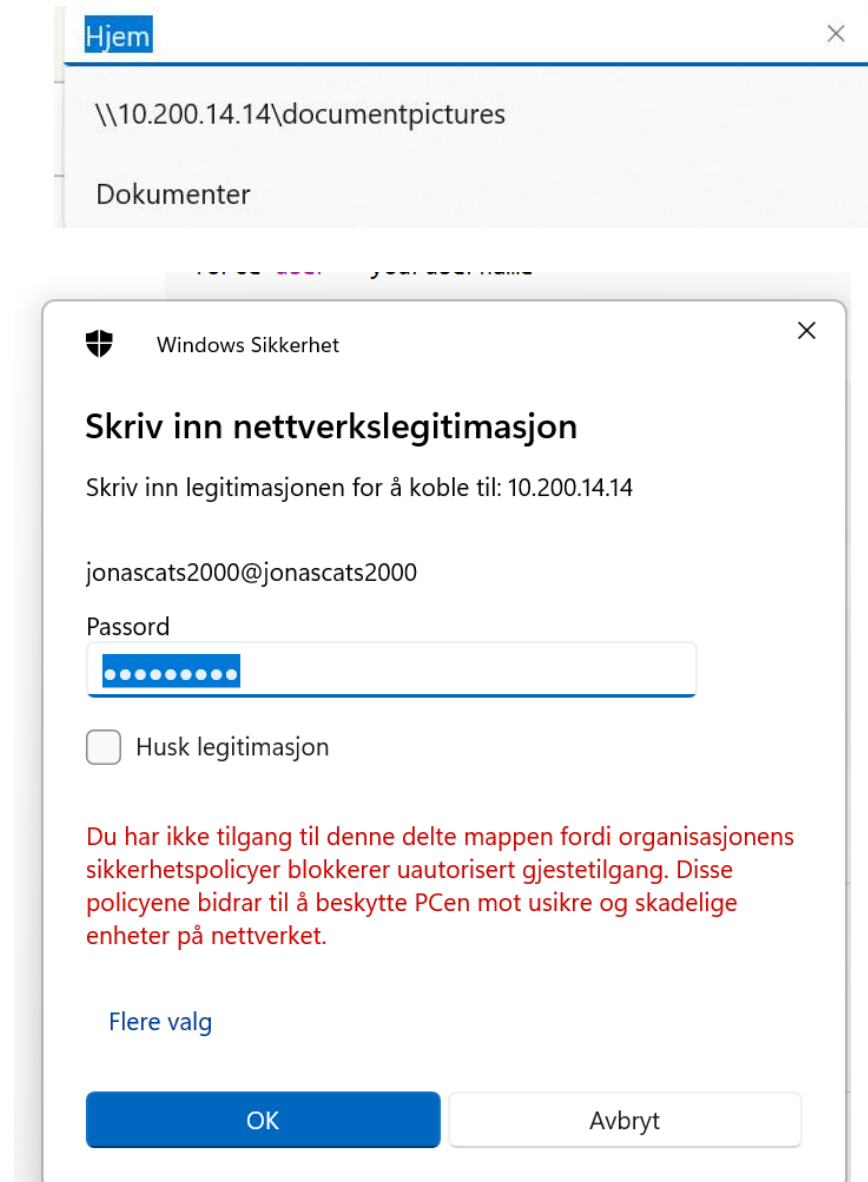 Hjem
\\10.200.14.14\documentpictures
Dokumenter
Windows Sikkerhet
Skriv inn nettverkslegitimasjon
Skriv inn legitimasjonen for å koble til: 10.200.14.14
jonascats2000@jonascats2000
Passord
Husk legitimasjon
Du har ikke tilgang til denne delte mappen fordi organisasjonens
sikkerhetspolicyer blokkerer uautorisert gjestetilgang. Disse
policyene bidrar til å beskytte PCen mot usikre og skadelige
enheter på nettverket.
Flere valg
OK
Avbryt